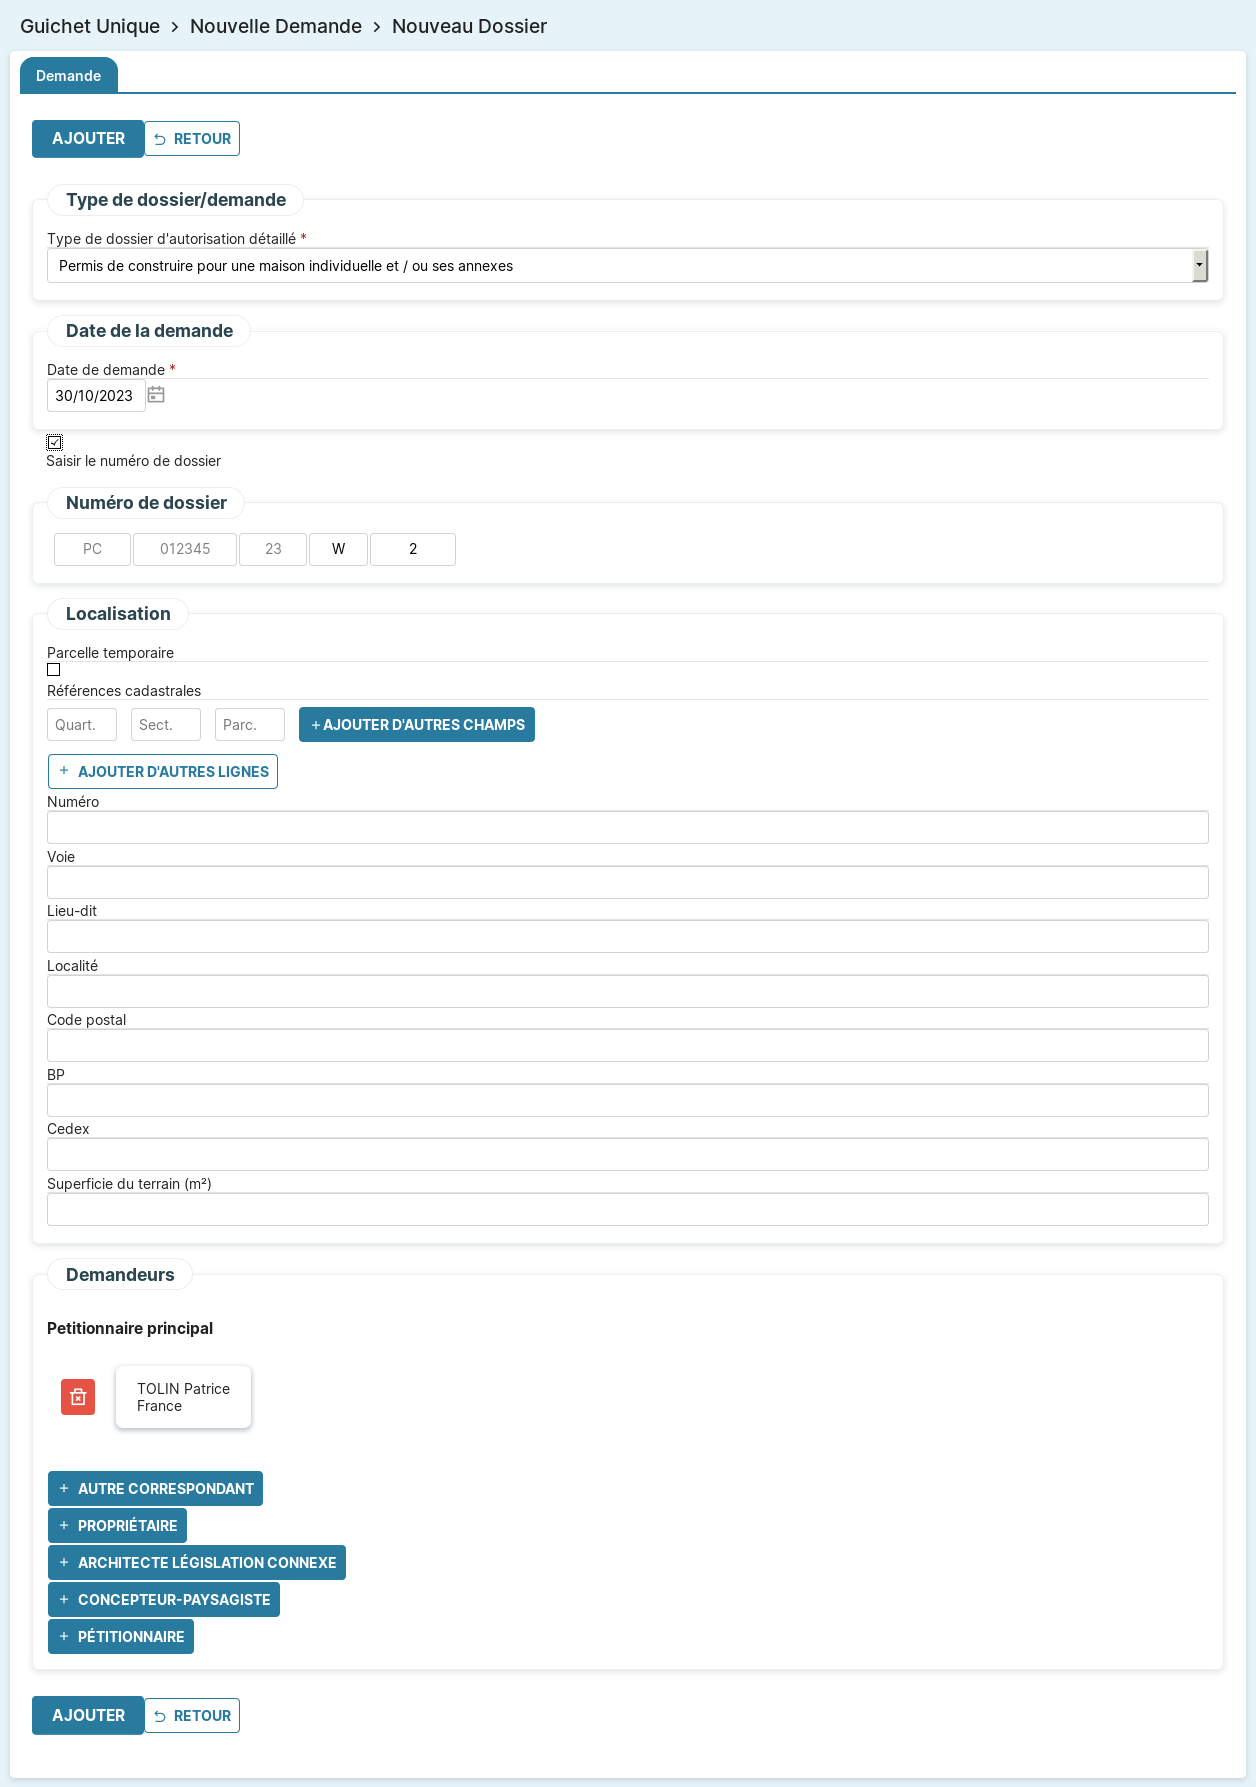 Guichet Unique > Nouvelle Demande > Nouveau Dossier
Demande
AJOUTER RETOUR
Type de dossier/demande
Type de dossier d'autorisation détaillé *
Permis de construire pour une maison individuelle et / ou ses annexes
Date de la demande
Date de demande *
30/10/2023
Saisir le numéro de dossier
Numéro de dossier
PC 012345 23 W 2
Localisation
Parcelle temporaire
Références cadastrales
Quart. Sect. Parc. +AJOUTER D'AUTRES CHAMPS
+ AJOUTER D'AUTRES LIGNES
Numéro
Voie
Lieu-dit
Localité
Code postal
BP
Cedex
Superficie du terrain (m²)
Demandeurs
Petitionnaire principal
TOLIN Patrice
France
+ AUTRE CORRESPONDANT
+ PROPRIÉTAIRE
+ ARCHITECTE LÉGISLATION CONNEXE
+ CONCEPTEUR-PAYSAGISTE
+ PÉTITIONNAIRE
AJOUTER RETOUR